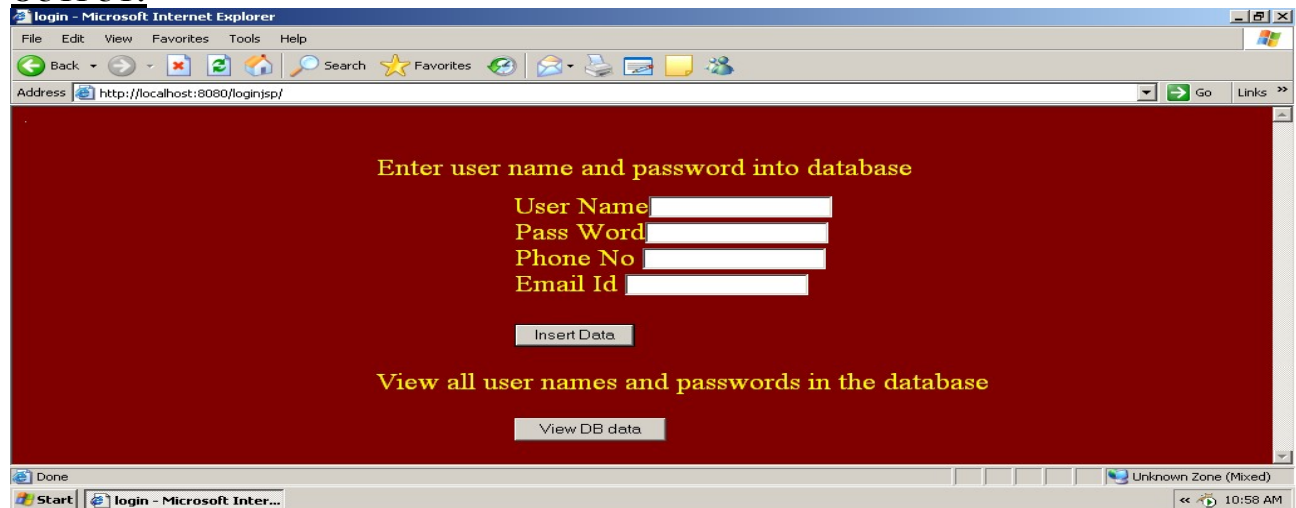 login - Microsoft Internet Explorer
File Edit View Favorites Tools Help
Back Search Favorites
Address http://localhost:8080/loginjsp/ Go Links »
Enter user name and password into database
User Name
Pass Word
Phone No
Email Id
Insert Data
View all user names and passwords in the database
View DB data
Done Unknown Zone (Mixed)
Start login - Microsoft Inter... « 10:58 AM